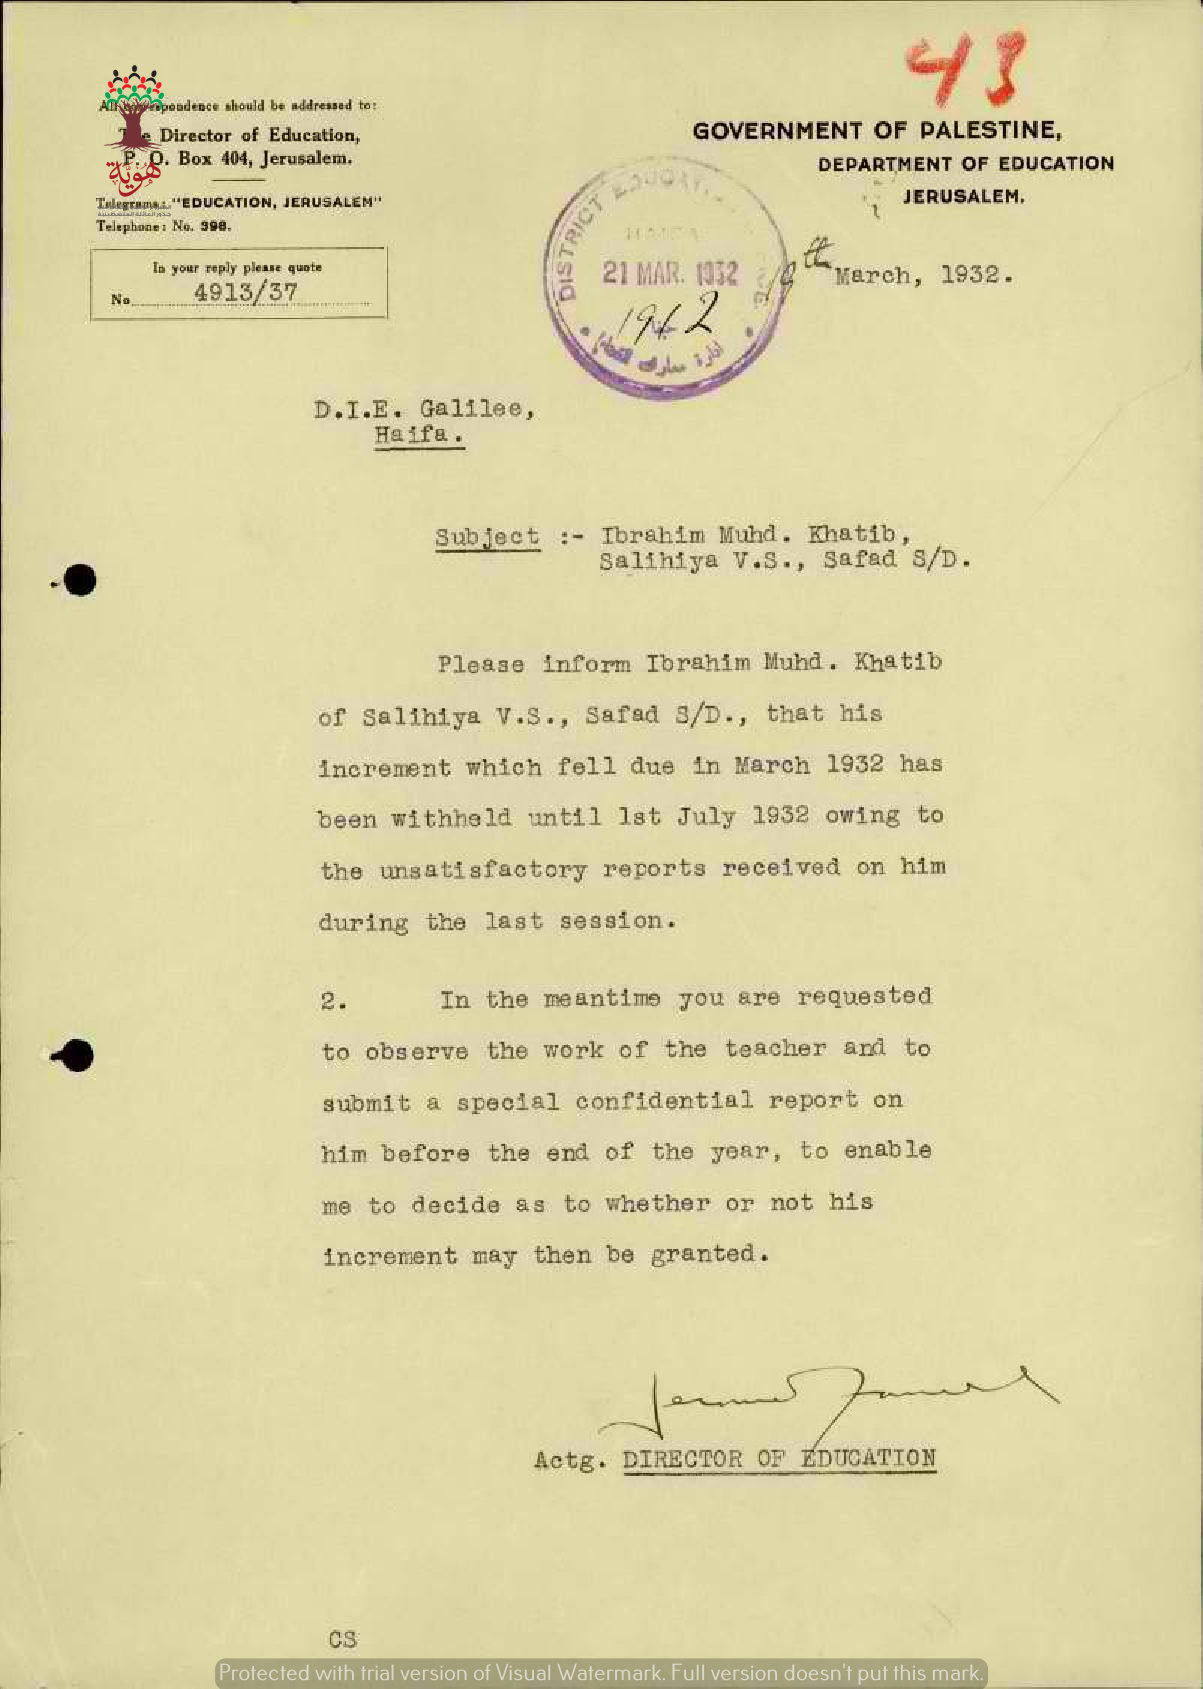 43
All correspondence should be addressed to:
The Director of Education,
P. O. Box 404, Jerusalem.
هوية
Telegrams: "EDUCATION, JERUSALEM"
Telephone: No. 398.
In your reply please quote
No. 4913/37
GOVERNMENT OF PALESTINE,
DEPARTMENT OF EDUCATION
JERUSALEM.
19th March, 1932.
DISTRICT
HAIFA
21 MAR. 1932
ادارة معارف
D.I.E. Galilee,
Haifa.
Subject :- Ibrahim Muhd. Khatib,
Salihiya V.S., Safad S/D.
Please inform Ibrahim Muhd. Khatib
of Salihiya V.S., Safad S/D., that his
increment which fell due in March 1932 has
been withheld until 1st July 1932 owing to
the unsatisfactory reports received on him
during the last session.
2. In the meantime you are requested
to observe the work of the teacher and to
submit a special confidential report on
him before the end of the year, to enable
me to decide as to whether or not his
increment may then be granted.
Actg. DIRECTOR OF EDUCATION
CS
Protected with trial version of Visual Watermark. Full version doesn't put this mark.